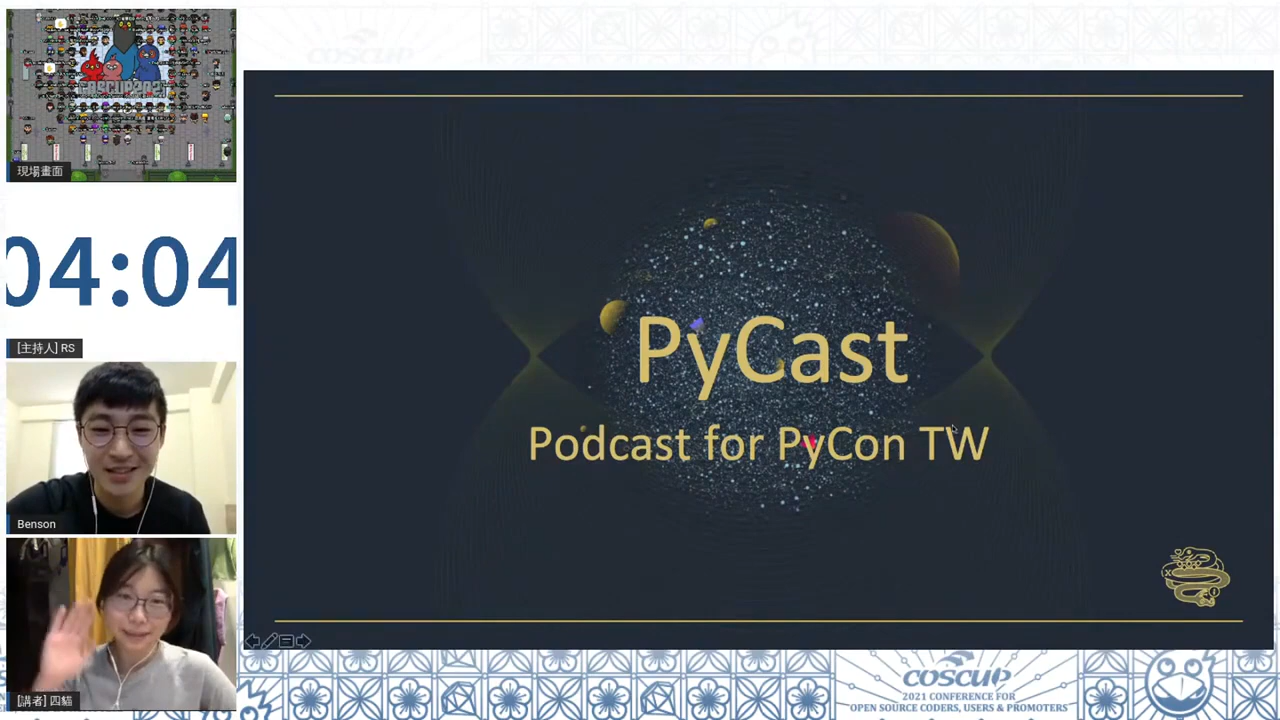 COSCUP
現場畫面
04:04
[主持人] RS
Benson
[講者] 四貓
PyCast
Podcast for PyCon TW
COSCUP
2021 CONFERENCE FOR
OPEN SOURCE CODERS, USERS & PROMOTERS